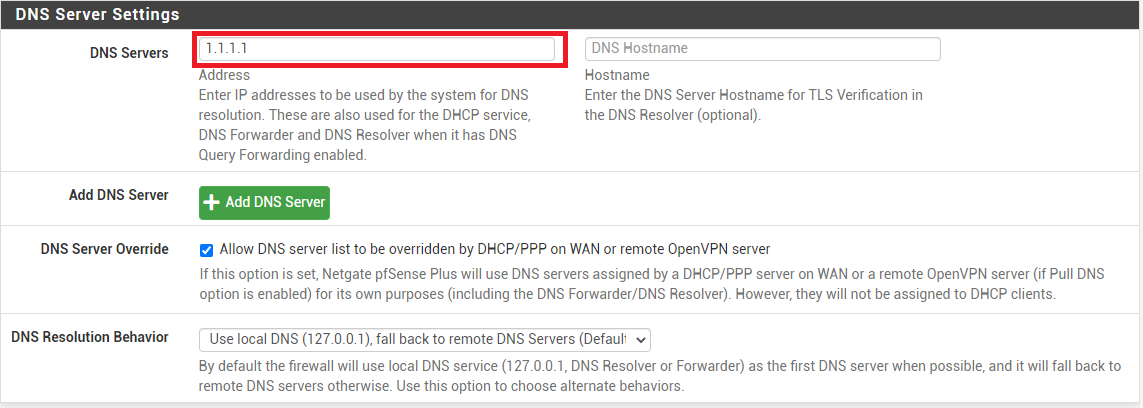 DNS Server Settings
DNS Servers
1.1.1.1
DNS Hostname
Address
Enter IP addresses to be used by the system for DNS
resolution. These are also used for the DHCP service,
DNS Forwarder and DNS Resolver when it has DNS
Query Forwarding enabled.
Hostname
Enter the DNS Server Hostname for TLS Verification in
the DNS Resolver (optional).
Add DNS Server
Add DNS Server
DNS Server Override
Allow DNS server list to be overridden by DHCP/PPP on WAN or remote OpenVPN server
If this option is set, Netgate pfSense Plus will use DNS servers assigned by a DHCP/PPP server on WAN or a remote OpenVPN server (if Pull DNS
option is enabled) for its own purposes (including the DNS Forwarder/DNS Resolver). However, they will not be assigned to DHCP clients.
DNS Resolution Behavior
Use local DNS (127.0.0.1), fall back to remote DNS Servers (Default
By default the firewall will use local DNS service (127.0.0.1, DNS Resolver or Forwarder) as the first DNS server when possible, and it will fall back to
remote DNS servers otherwise. Use this option to choose alternate behaviors.